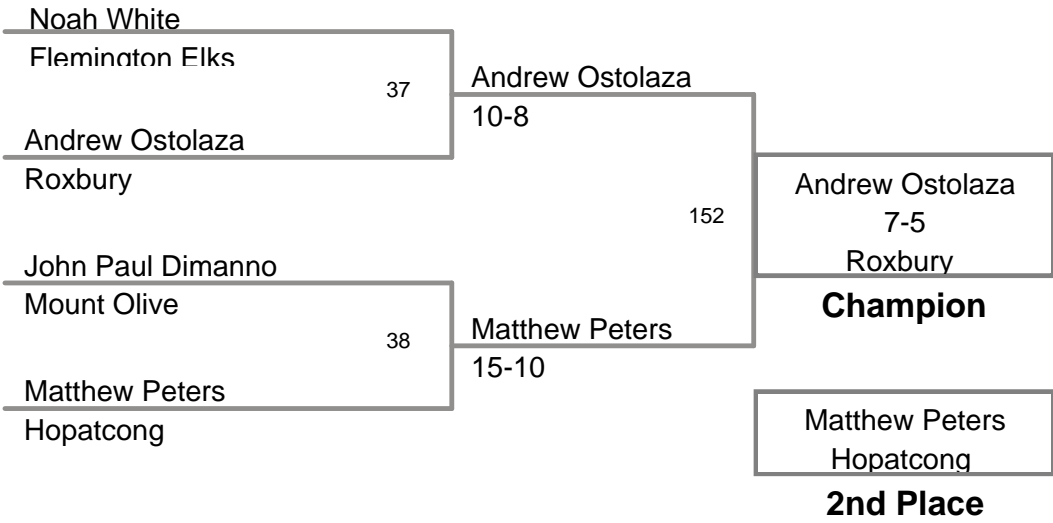 Noah White
Flemington Elks
37
Andrew Ostolaza
10-8
Andrew Ostolaza
Roxbury
152
Andrew Ostolaza
7-5
Roxbury
Champion
John Paul Dimanno
Mount Olive
38
Matthew Peters
15-10
Matthew Peters
Hopatcong
Matthew Peters
Hopatcong
2nd Place